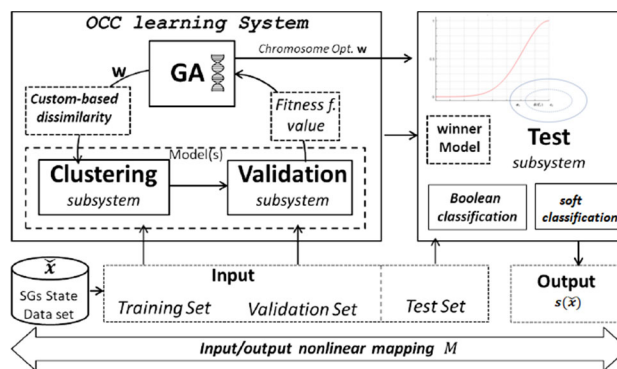 OCC learning System
Chromosome Opt. w
w
GA
Custom-based
dissimilarity
Fitness f.
value
Model(s)
Clustering
subsystem
Validation
subsystem
winner
Model
Test
subsystem
Boolean
classification
soft
classification
x̌
SGs State
Data set
Input
Training Set
Validation Set
Test Set
Output
s(x̌)
Input/output nonlinear mapping M